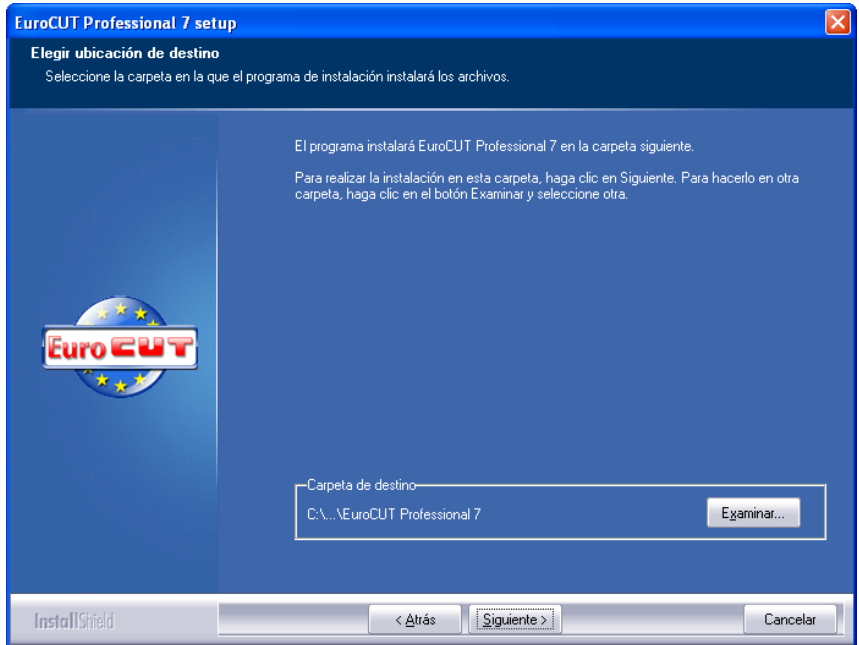 EuroCUT Professional 7 setup
Elegir ubicación de destino
Seleccione la carpeta en la que el programa de instalación instalará los archivos.
El programa instalará EuroCUT Professional 7 en la carpeta siguiente.
Para realizar la instalación en esta carpeta, haga clic en Siguiente. Para hacerlo en otra
carpeta, haga clic en el botón Examinar y seleccione otra.
Euro CUT
Carpeta de destino
C:\...\EuroCUT Professional 7
Examinar...
InstallShield
< Atrás
Siguiente >
Cancelar